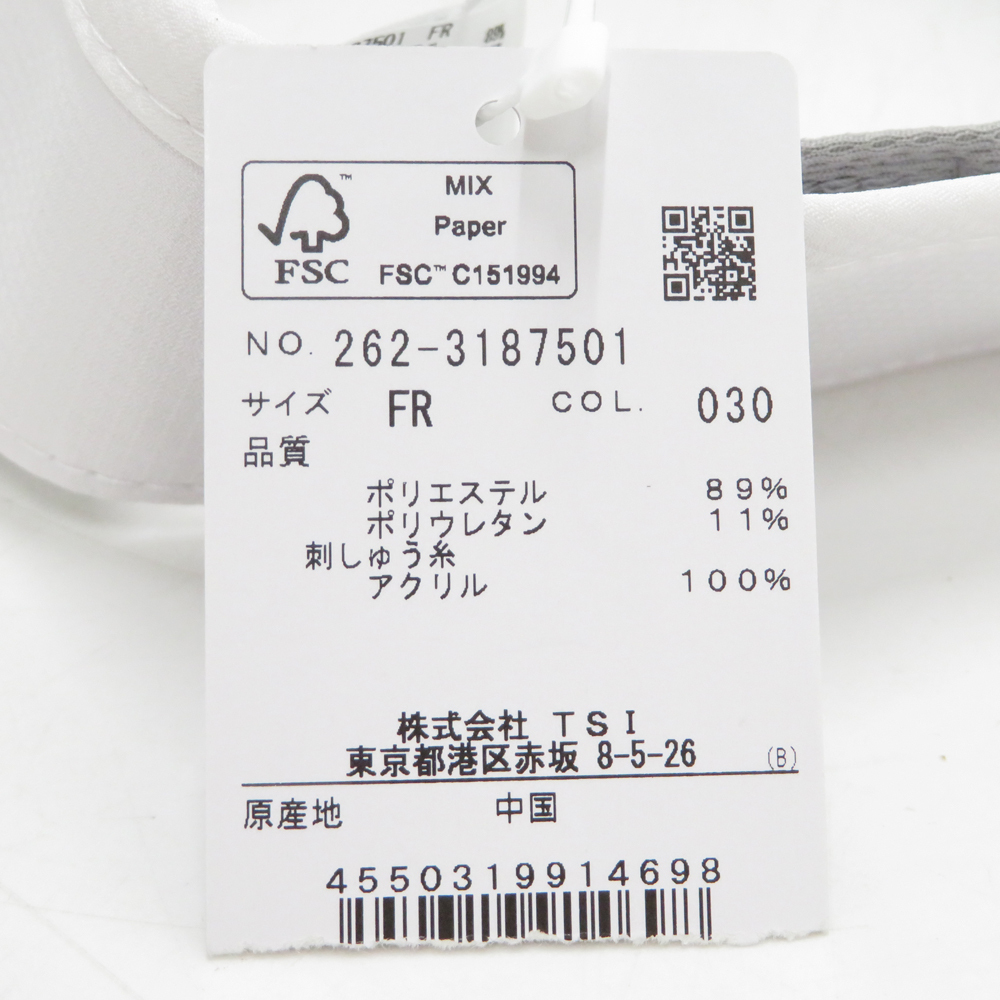 87501 FR
MIX
Paper
FSC™ C151994
FSC
NO. 262-3187501
サイズ FR COL. 030
品質
ポリエステル 89%
ポリウレタン 11%
刺しゅう糸
アクリル 100%
株式会社 TSI
東京都港区赤坂 8-5-26 (B)
原産地 中国
4550319914698